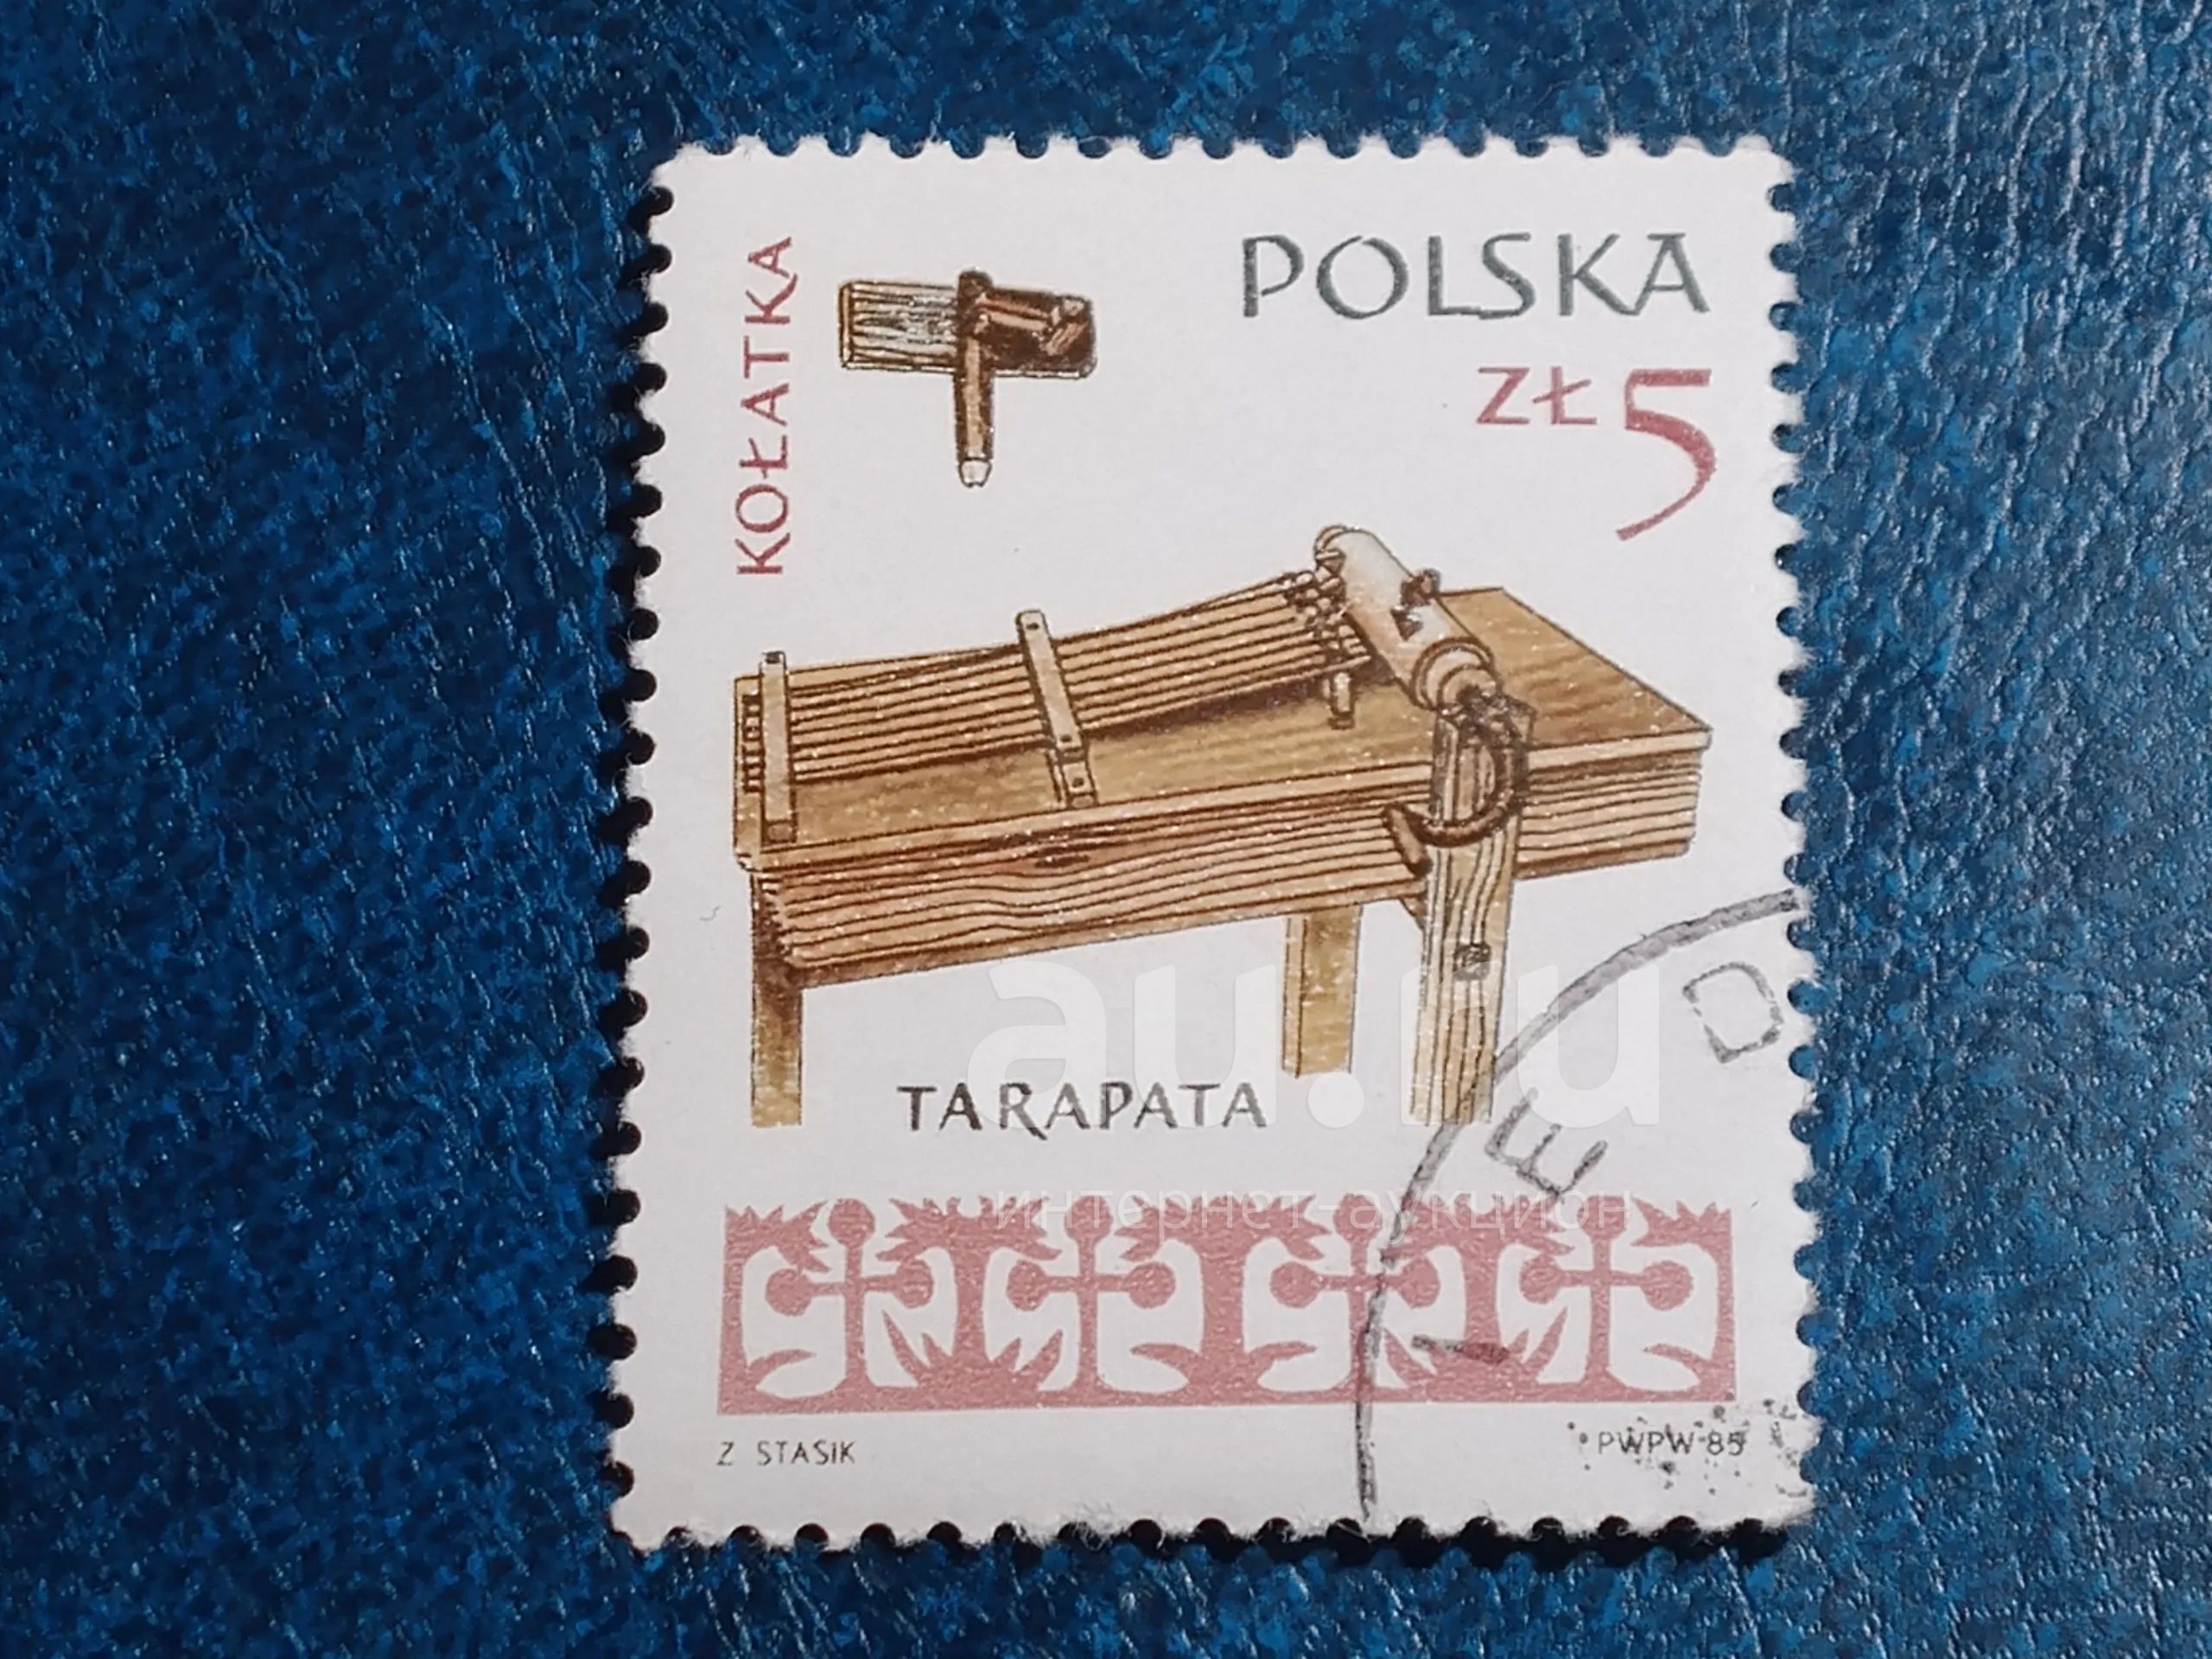 POLSKA
ZŁ 5
KOŁATKA
TARAPATA
au.ru
интернет-аукцион
Z STASIK
PWPW-85